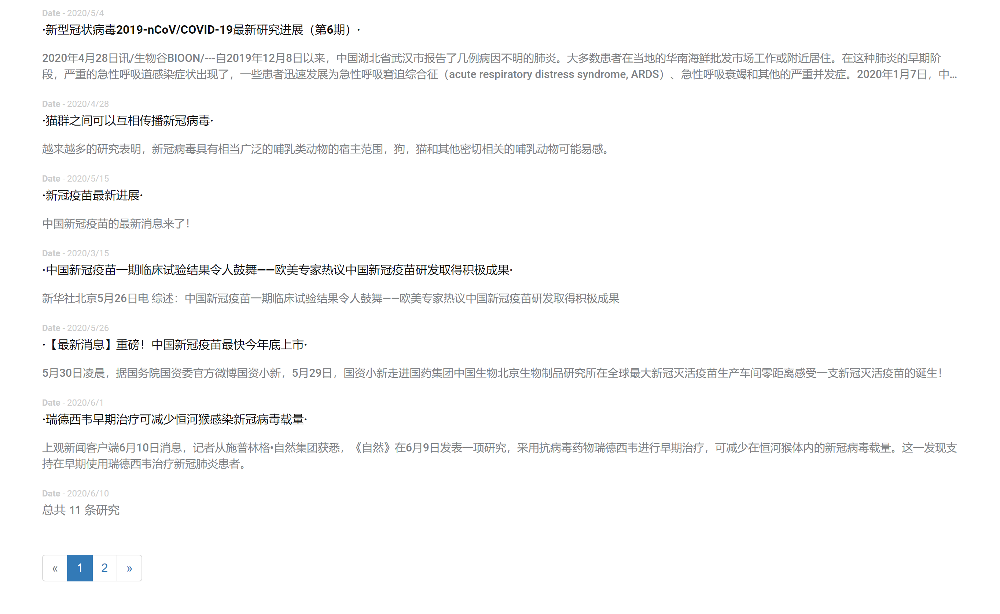 Date - 2020/5/4
·新型冠状病毒2019-nCoV/COVID-19最新研究进展（第6期）·
2020年4月28日讯/生物谷BIOON/---自2019年12月8日以来，中国湖北省武汉市报告了几例病因不明的肺炎。大多数患者在当地的华南海鲜批发市场工作或附近居住。在这种肺炎的早期阶
段，严重的急性呼吸道感染症状出现了，一些患者迅速发展为急性呼吸窘迫综合征（acute respiratory distress syndrome, ARDS）、急性呼吸衰竭和其他的严重并发症。2020年1月7日，中...
Date - 2020/4/28
·猫群之间可以互相传播新冠病毒·
越来越多的研究表明，新冠病毒具有相当广泛的哺乳类动物的宿主范围，狗，猫和其他密切相关的哺乳动物可能易感。
Date - 2020/5/15
·新冠疫苗最新进展·
中国新冠疫苗的最新消息来了！
Date - 2020/3/15
·中国新冠疫苗一期临床试验结果令人鼓舞——欧美专家热议中国新冠疫苗研发取得积极成果·
新华社北京5月26日电 综述：中国新冠疫苗一期临床试验结果令人鼓舞——欧美专家热议中国新冠疫苗研发取得积极成果
Date - 2020/5/26
·【最新消息】重磅！中国新冠疫苗最快今年底上市·
5月30日凌晨，据国务院国资委官方微博国资小新，5月29日，国资小新走进国药集团中国生物北京生物制品研究所在全球最大新冠灭活疫苗生产车间零距离感受一支新冠灭活疫苗的诞生！
Date - 2020/6/1
·瑞德西韦早期治疗可减少恒河猴感染新冠病毒载量·
上观新闻客户端6月10日消息，记者从施普林格•自然集团获悉，《自然》在6月9日发表一项研究，采用抗病毒药物瑞德西韦进行早期治疗，可减少在恒河猴体内的新冠病毒载量。这一发现支
持在早期使用瑞德西韦治疗新冠肺炎患者。
Date - 2020/6/10
总共 11 条研究
« 1 2 »